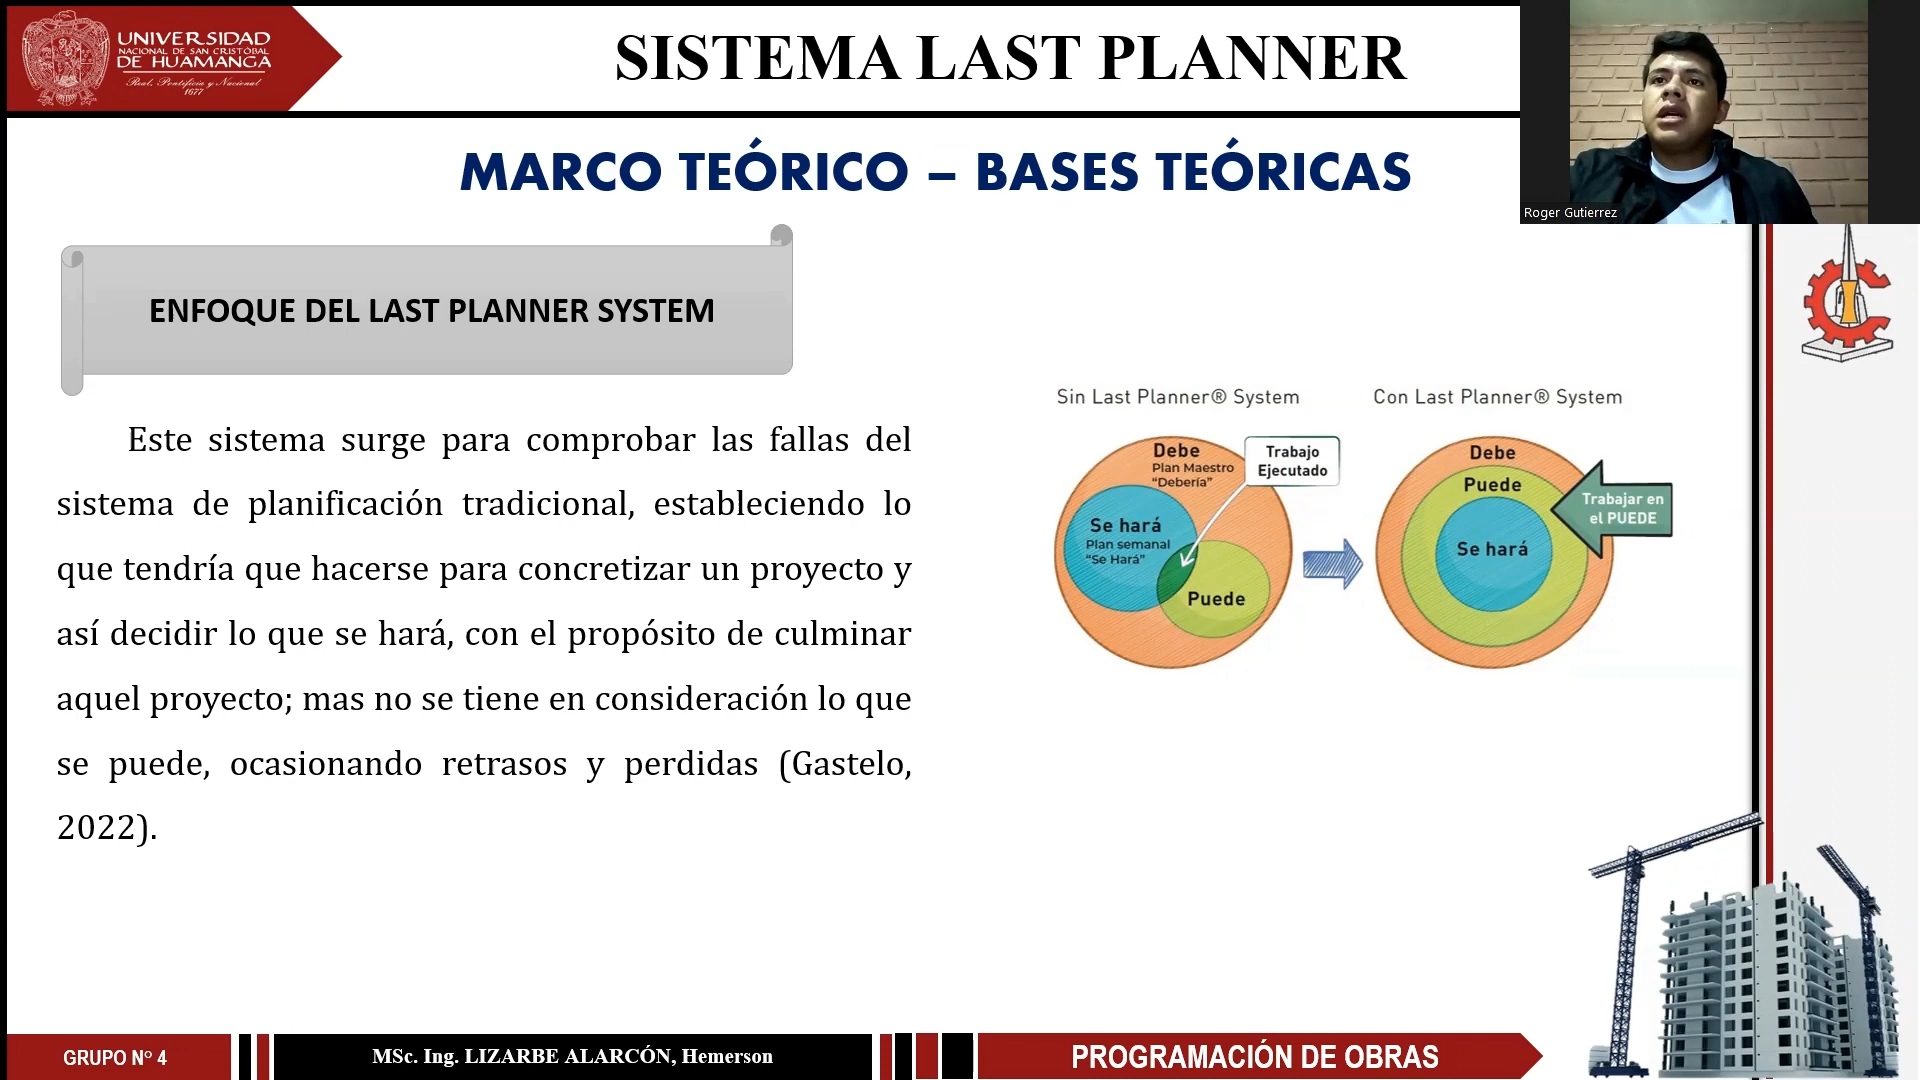 UNIVERSIDAD
NACIONAL DE SAN CRISTÓBAL
DE HUAMANGA
Real, Pontificia y Nacional
1677
SISTEMA LAST PLANNER
Roger Gutierrez
MARCO TEÓRICO – BASES TEÓRICAS
ENFOQUE DEL LAST PLANNER SYSTEM
Este sistema surge para comprobar las fallas del
sistema de planificación tradicional, estableciendo lo
que tendría que hacerse para concretizar un proyecto y
así decidir lo que se hará, con el propósito de culminar
aquel proyecto; mas no se tiene en consideración lo que
se puede, ocasionando retrasos y perdidas (Gastelo,
2022).
Sin Last Planner® System
Debe
Plan Maestro
“Debería”
Trabajo
Ejecutado
Se hará
Plan semanal
“Se Hará”
Puede
Con Last Planner® System
Debe
Puede
Se hará
Trabajar en
el PUEDE
GRUPO N° 4
MSc. Ing. LIZARBE ALARCÓN, Hemerson
PROGRAMACIÓN DE OBRAS